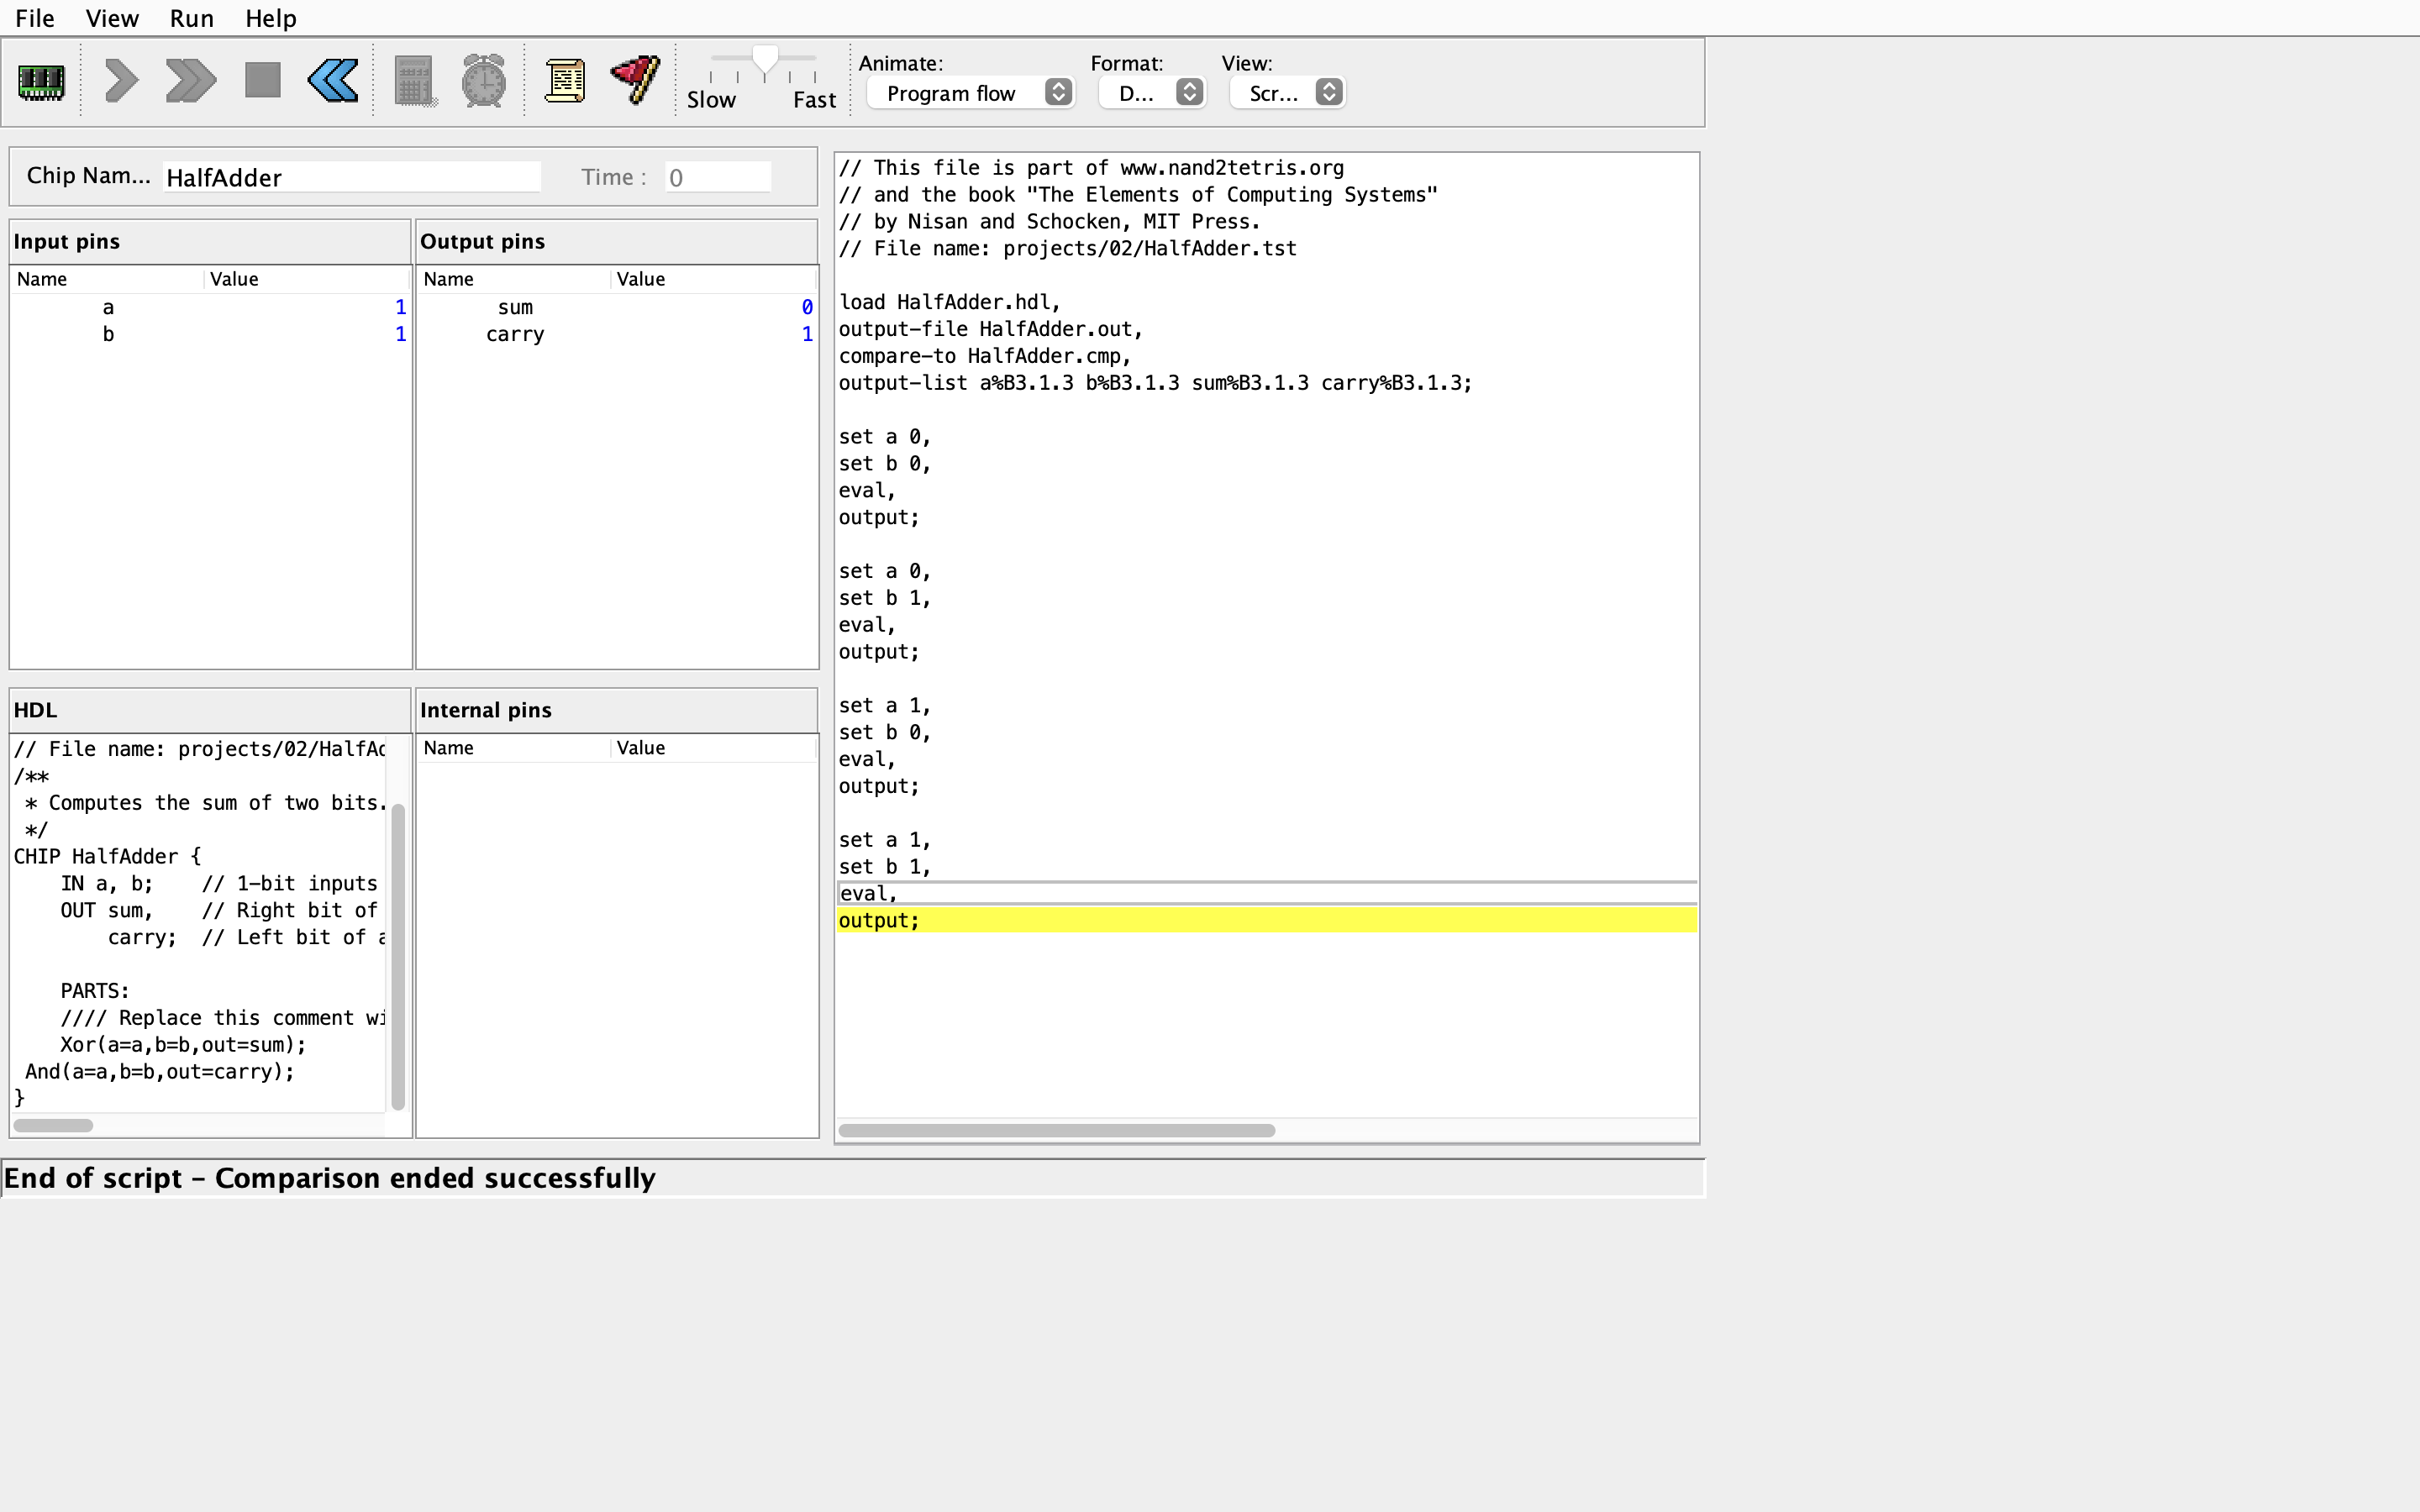 File View Run Help
Animate: Format: View:
Slow Fast Program flow D... Scr...
Chip Nam... HalfAdder Time : 0
Input pins
Name Value
a 1
b 1
Output pins
Name Value
sum 0
carry 1
HDL
// File name: projects/02/HalfAd
/**
 * Computes the sum of two bits.
 */
CHIP HalfAdder {
    IN a, b;    // 1-bit inputs
    OUT sum,    // Right bit of
        carry;  // Left bit of a

    PARTS:
    //// Replace this comment wi
    Xor(a=a,b=b,out=sum);
 And(a=a,b=b,out=carry);
}
Internal pins
Name Value
// This file is part of www.nand2tetris.org
// and the book "The Elements of Computing Systems"
// by Nisan and Schocken, MIT Press.
// File name: projects/02/HalfAdder.tst

load HalfAdder.hdl,
output-file HalfAdder.out,
compare-to HalfAdder.cmp,
output-list a%B3.1.3 b%B3.1.3 sum%B3.1.3 carry%B3.1.3;

set a 0,
set b 0,
eval,
output;

set a 0,
set b 1,
eval,
output;

set a 1,
set b 0,
eval,
output;

set a 1,
set b 1,
eval,
output;
End of script - Comparison ended successfully